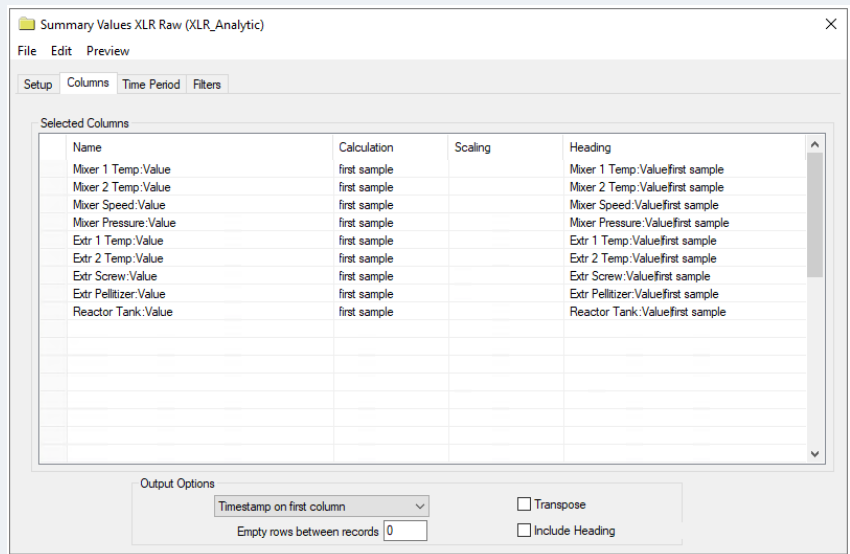 Summary Values XLR Raw (XLR_Analytic)
File Edit Preview
Setup Columns Time Period Filters
Selected Columns
Name Calculation Scaling Heading
Mixer 1 Temp:Value first sample Mixer 1 Temp:Value|first sample
Mixer 2 Temp:Value first sample Mixer 2 Temp:Value|first sample
Mixer Speed:Value first sample Mixer Speed:Value|first sample
Mixer Pressure:Value first sample Mixer Pressure:Value|first sample
Extr 1 Temp:Value first sample Extr 1 Temp:Value|first sample
Extr 2 Temp:Value first sample Extr 2 Temp:Value|first sample
Extr Screw:Value first sample Extr Screw:Value|first sample
Extr Pellitizer:Value first sample Extr Pellitizer:Value|first sample
Reactor Tank:Value first sample Reactor Tank:Value|first sample
Output Options
Timestamp on first column Transpose
Empty rows between records 0 Include Heading